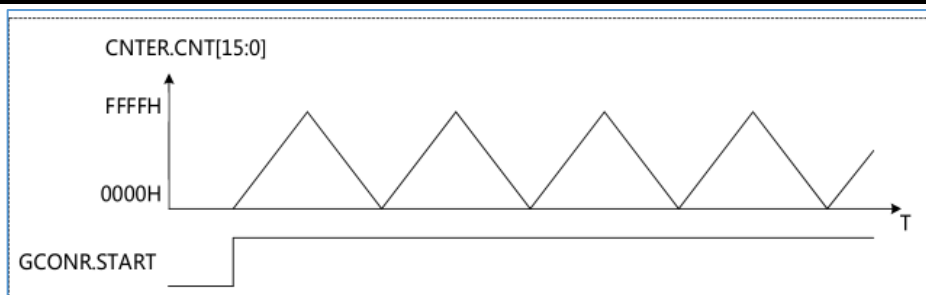 CNTER.CNT[15:0]
FFFFH
0000H
T
GCONR.START